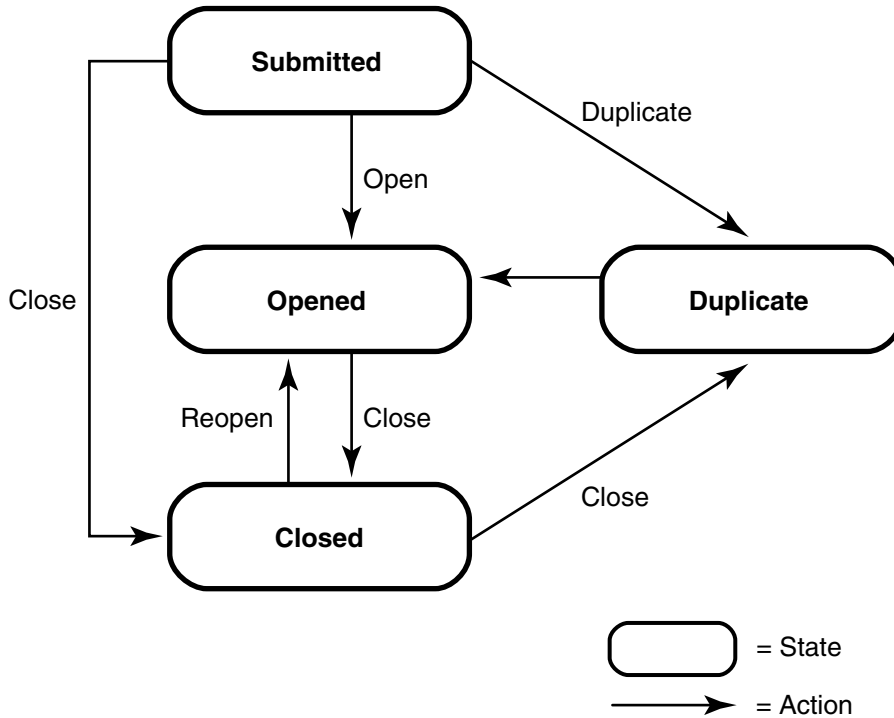 Submitted
Duplicate
Open
Close
Opened
Duplicate
Reopen
Close
Close
Closed
= State
= Action